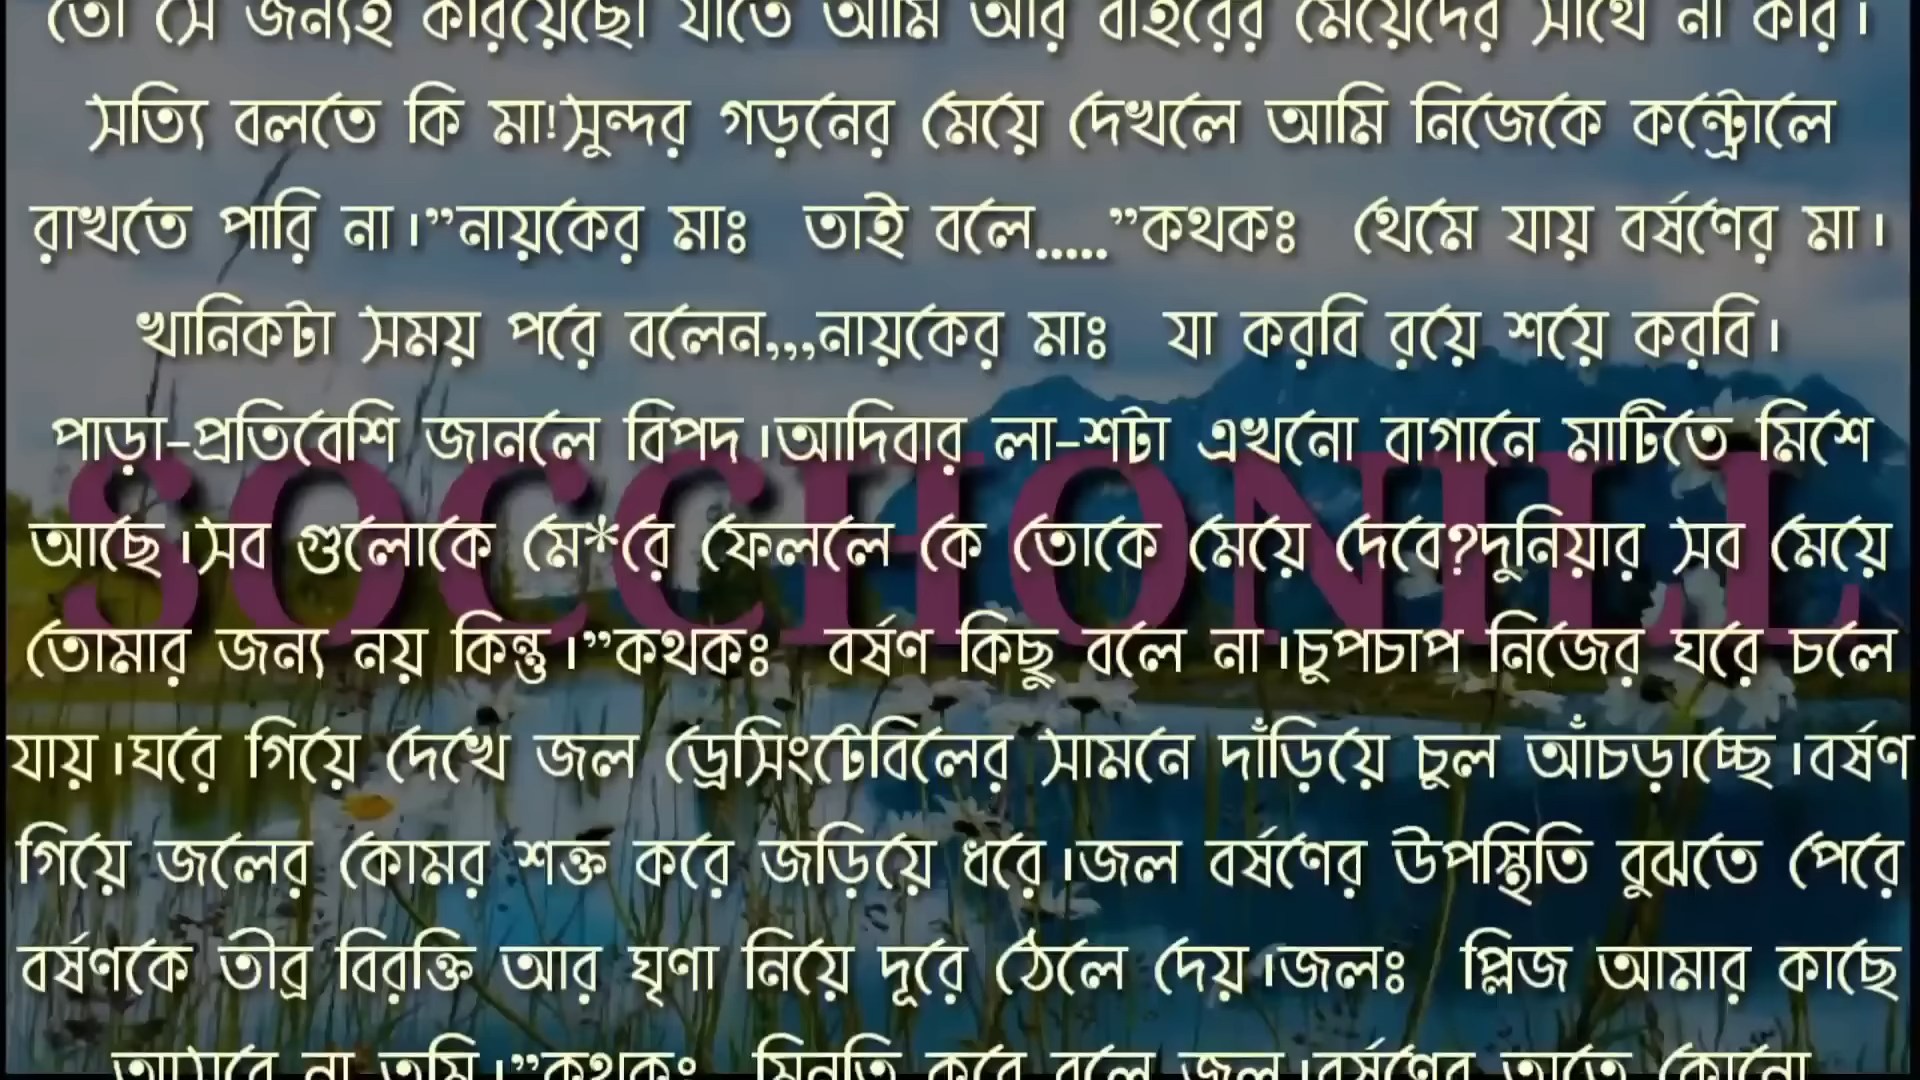 তো সে জন্যই করিয়েছো যাতে আমি আর বাইরের মেয়েদের সাথে না করি।
সত্যি বলতে কি মা!সুন্দর গড়নের মেয়ে দেখলে আমি নিজেকে কন্ট্রোলে
রাখতে পারি না।”নায়কের মাঃ তাই বলে.....”কথকঃ থেমে যায় বর্ষণের মা।
খানিকটা সময় পরে বলেন,,,নায়কের মাঃ যা করবি রয়ে শয়ে করবি।
পাড়া-প্রতিবেশি জানলে বিপদ।আদিবার লা-শটা এখনো বাগানে মাটিতে মিশে
SOCCHONILL
আছে।সব গুলোকে মে*রে ফেললে কে তোকে মেয়ে দেবে?দুনিয়ার সব মেয়ে
তোমার জন্য নয় কিন্তু।”কথকঃ বর্ষণ কিছু বলে না।চুপচাপ নিজের ঘরে চলে
যায়।ঘরে গিয়ে দেখে জল ড্রেসিংটেবিলের সামনে দাঁড়িয়ে চুল আঁচড়াচ্ছে।বর্ষণ
গিয়ে জলের কোমর শক্ত করে জড়িয়ে ধরে।জল বর্ষণের উপস্থিতি বুঝতে পেরে
বর্ষণকে তীব্র বিরক্তি আর ঘৃণা নিয়ে দূরে ঠেলে দেয়।জলঃ প্লিজ আমার কাছে
আসবে না তুমি।”কথকঃ মিনতি করে বলে জল।বর্ষণের তাতে কোনো